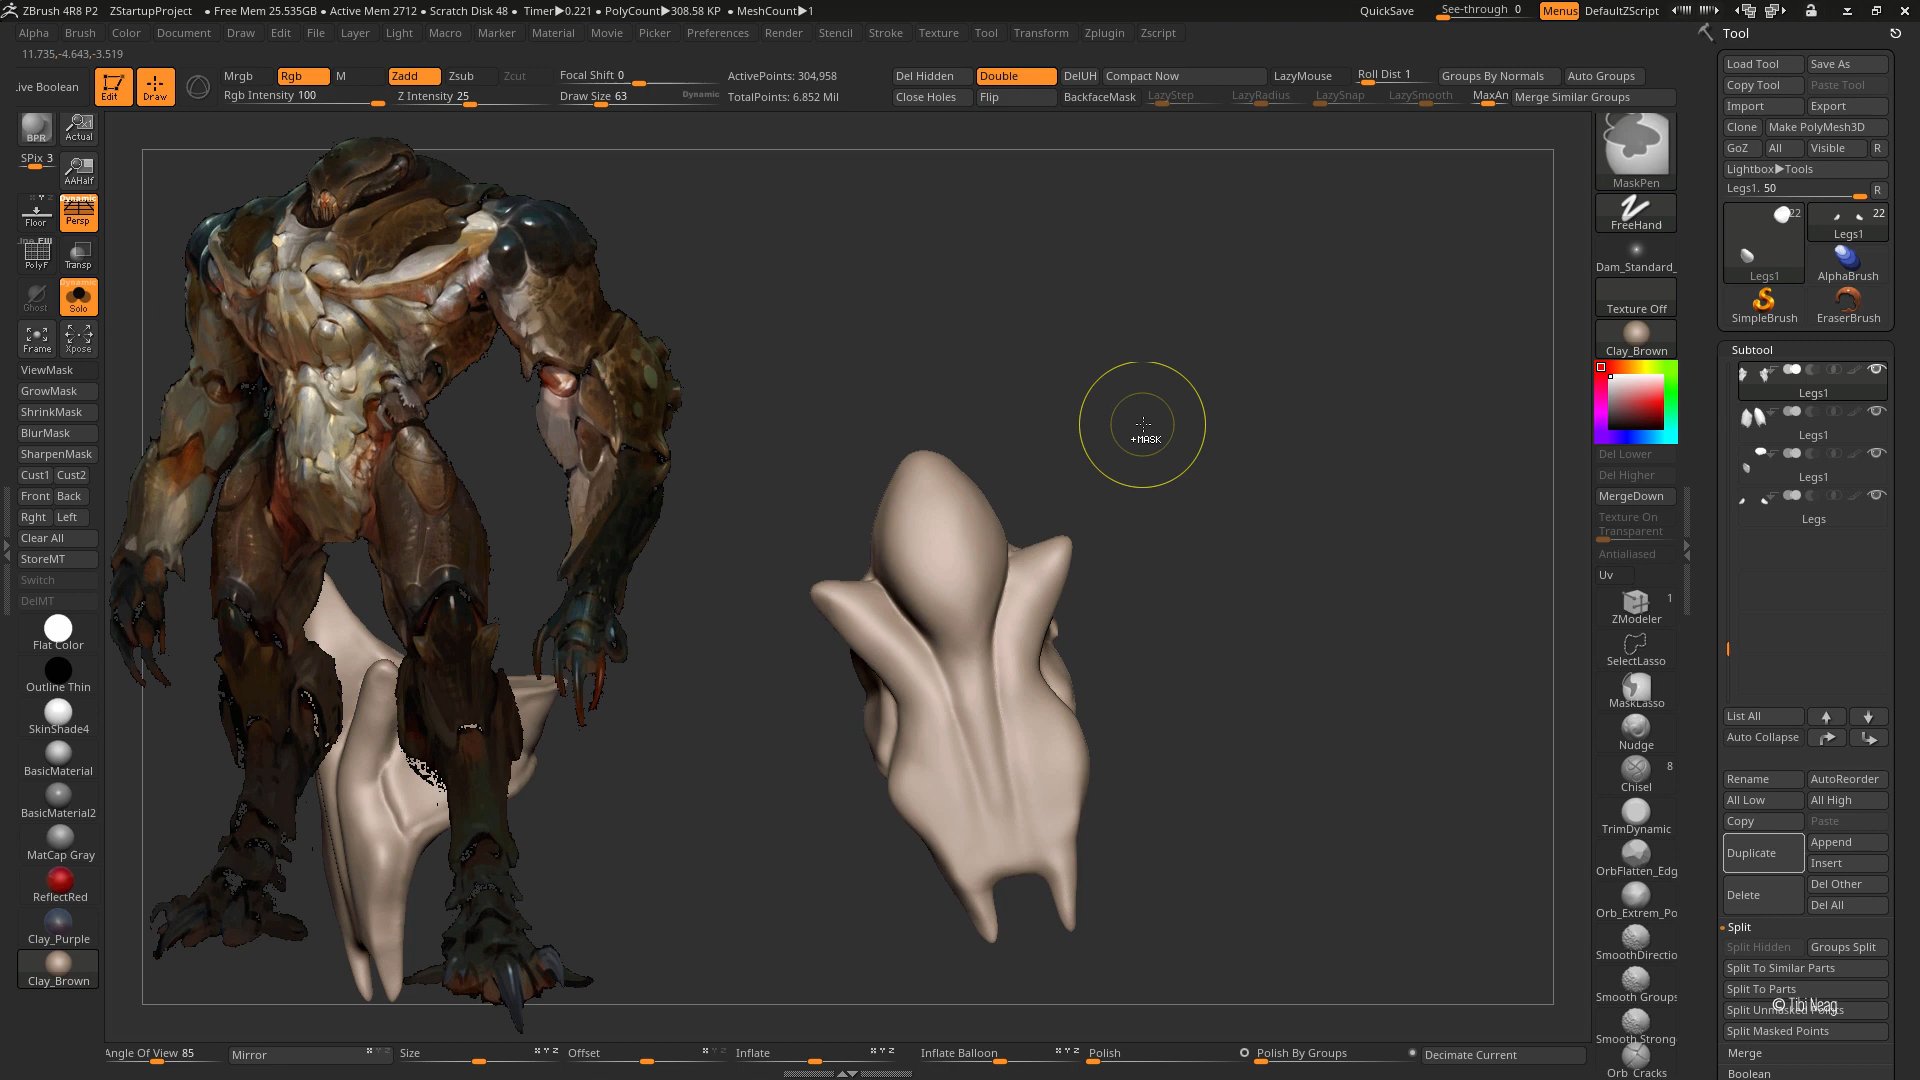 ZBrush 4R8 P2 ZStartupProject • Free Mem 25.535GB • Active Mem 2712 • Scratch Disk 48 • Timer▶0.221 • PolyCount▶308.58 KP • MeshCount▶1
QuickSave See-through 0 Menus DefaultZScript
Alpha Brush Color Document Draw Edit File Layer Light Macro Marker Material Movie Picker Preferences Render Stencil Stroke Texture Tool Transform Zplugin Zscript
Tool
11.735,-4.643,-3.519
.ive Boolean
Edit
Draw
Mrgb Rgb M Zadd Zsub Zcut
Rgb Intensity 100 Z Intensity 25
Focal Shift 0
Draw Size 63 Dynamic
ActivePoints: 304,958
TotalPoints: 6.852 Mil
Del Hidden Double DelUH Compact Now LazyMouse Roll Dist 1 Groups By Normals Auto Groups
Close Holes Flip BackfaceMask LazyStep LazyRadius LazySnap LazySmooth MaxAn Merge Similar Groups
BPR
Actual
SPix 3
AAHalf
Floor
Dynamic
Persp
PolyF
Transp
Ghost
Dynamic
Solo
Frame
Xpose
ViewMask
GrowMask
ShrinkMask
BlurMask
SharpenMask
Cust1 Cust2
Front Back
Rght Left
Clear All
StoreMT
Switch
DelMT
Flat Color
Outline Thin
SkinShade4
BasicMaterial
BasicMaterial2
MatCap Gray
ReflectRed
Clay_Purple
Clay_Brown
+MASK
MaskPen
FreeHand
Dam_Standard_
Texture Off
Clay_Brown
Del Lower
Del Higher
MergeDown
Texture On
Transparent
Antialiased
Uv
1
ZModeler
SelectLasso
MaskLasso
Nudge
8
Chisel
TrimDynamic
OrbFlatten_Edg
Orb_Extrem_Po
SmoothDirectio
Smooth Groups
Smooth Strong
Orb_Cracks
Load Tool Save As
Copy Tool Paste Tool
Import Export
Clone Make PolyMesh3D
GoZ All Visible R
Lightbox▶Tools
Legs1. 50 R
22
22
Legs1
Legs1
AlphaBrush
SimpleBrush
EraserBrush
Subtool
Legs1
Legs1
Legs1
Legs
List All
Auto Collapse
Rename AutoReorder
All Low All High
Copy Paste
Duplicate
Append
Insert
Delete
Del Other
Del All
Split
Split Hidden Groups Split
Split To Similar Parts
Split To Parts
© Tibi Neag
Split Unmasked Points
Split Masked Points
Merge
Boolean
Angle Of View 85 Mirror Size Offset Inflate Inflate Balloon Polish Polish By Groups Decimate Current